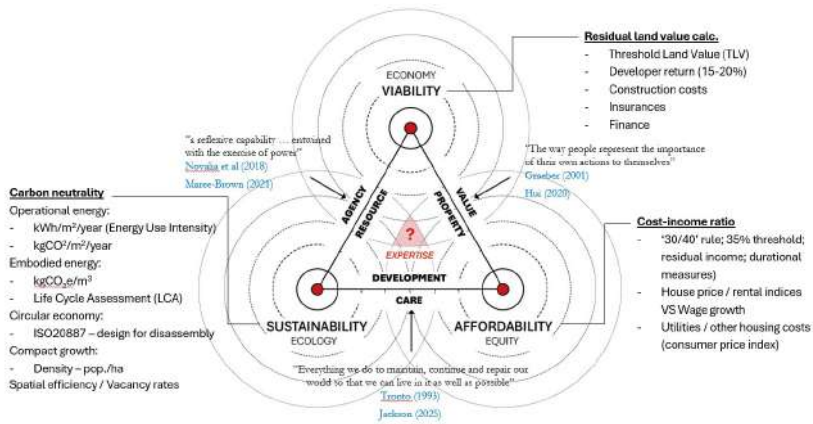 Residual land value calc.
- Threshold Land Value (TLV)
- Developer return (15-20%)
- Construction costs
- Insurances
- Finance
ECONOMY
VIABILITY
"a reflexive capability … entwined
with the exercise of power"
Novalia et al (2018)
Maree-Brown (2021)
"The way people represent the importance
of their own actions to themselves"
Graeber (2001)
Hui (2020)
AGENCY
RESOURCE
VALUE
PROPERTY
?
EXPERTISE
DEVELOPMENT
CARE
Carbon neutrality
Operational energy:
- kWh/m²/year (Energy Use Intensity)
- kgCO²/m²/year
Embodied energy:
- kgCO₂e/m³
- Life Cycle Assessment (LCA)
Circular economy:
- ISO20887 – design for disassembly
Compact growth:
- Density – pop./ha
Spatial efficiency / Vacancy rates
Cost-income ratio
- '30/40' rule; 35% threshold;
residual income; durational
measures)
- House price / rental indices
VS Wage growth
- Utilities / other housing costs
(consumer price index)
SUSTAINABILITY
ECOLOGY
AFFORDABILITY
EQUITY
"Everything we do to maintain, continue and repair our
world so that we can live in it as well as possible"
Tronto (1993)
Jackson (2025)